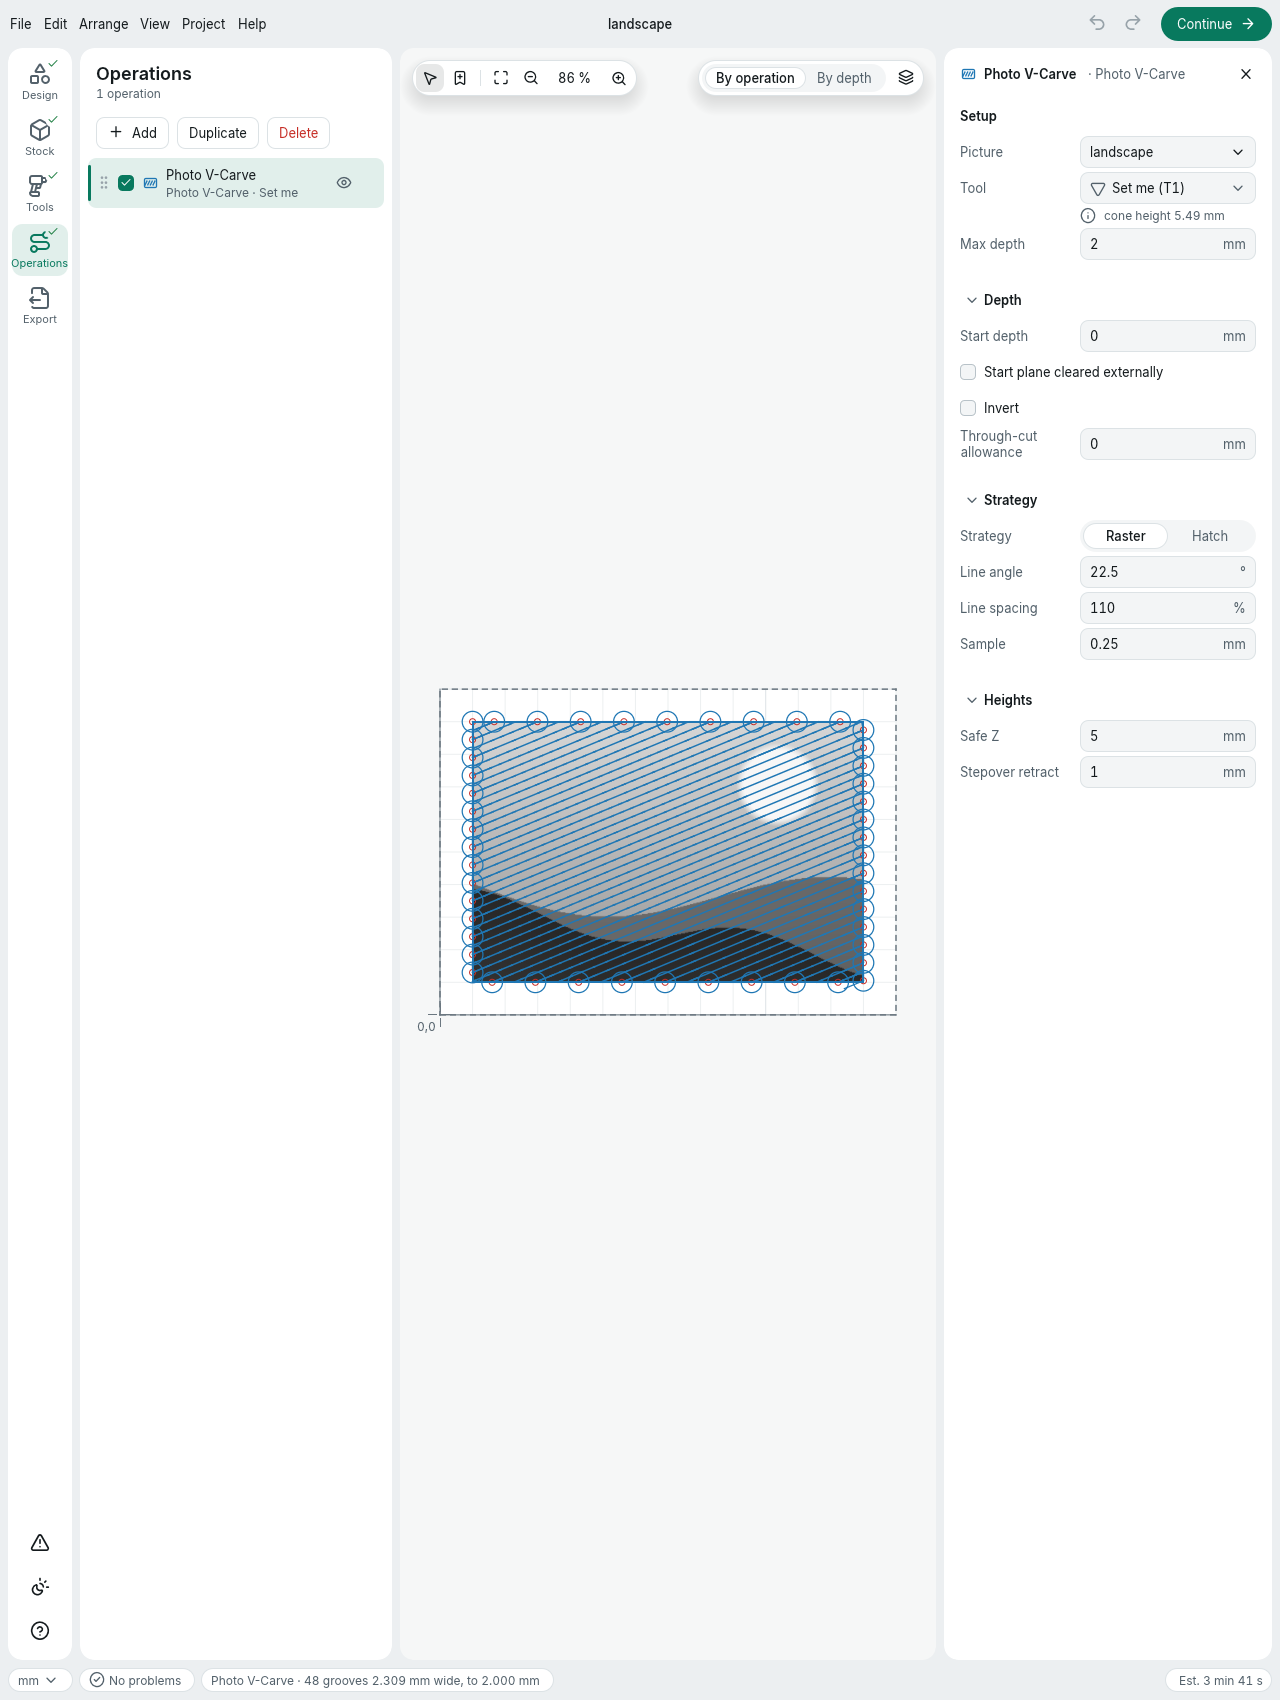 File Edit Arrange View Project Help
landscape
Continue
Design
Stock
Tools
Operations
Export
Operations
1 operation
Add
Duplicate
Delete
Photo V-Carve
Photo V-Carve · Set me
86 %
By operation
By depth
0,0
Photo V-Carve · Photo V-Carve
Setup
Picture landscape
Tool Set me (T1)
cone height 5.49 mm
Max depth 2 mm
Depth
Start depth 0 mm
Start plane cleared externally
Invert
Through-cut
allowance
0 mm
Strategy
Strategy Raster Hatch
Line angle 22.5 °
Line spacing 110 %
Sample 0.25 mm
Heights
Safe Z 5 mm
Stepover retract 1 mm
mm
No problems
Photo V-Carve · 48 grooves 2.309 mm wide, to 2.000 mm
Est. 3 min 41 s